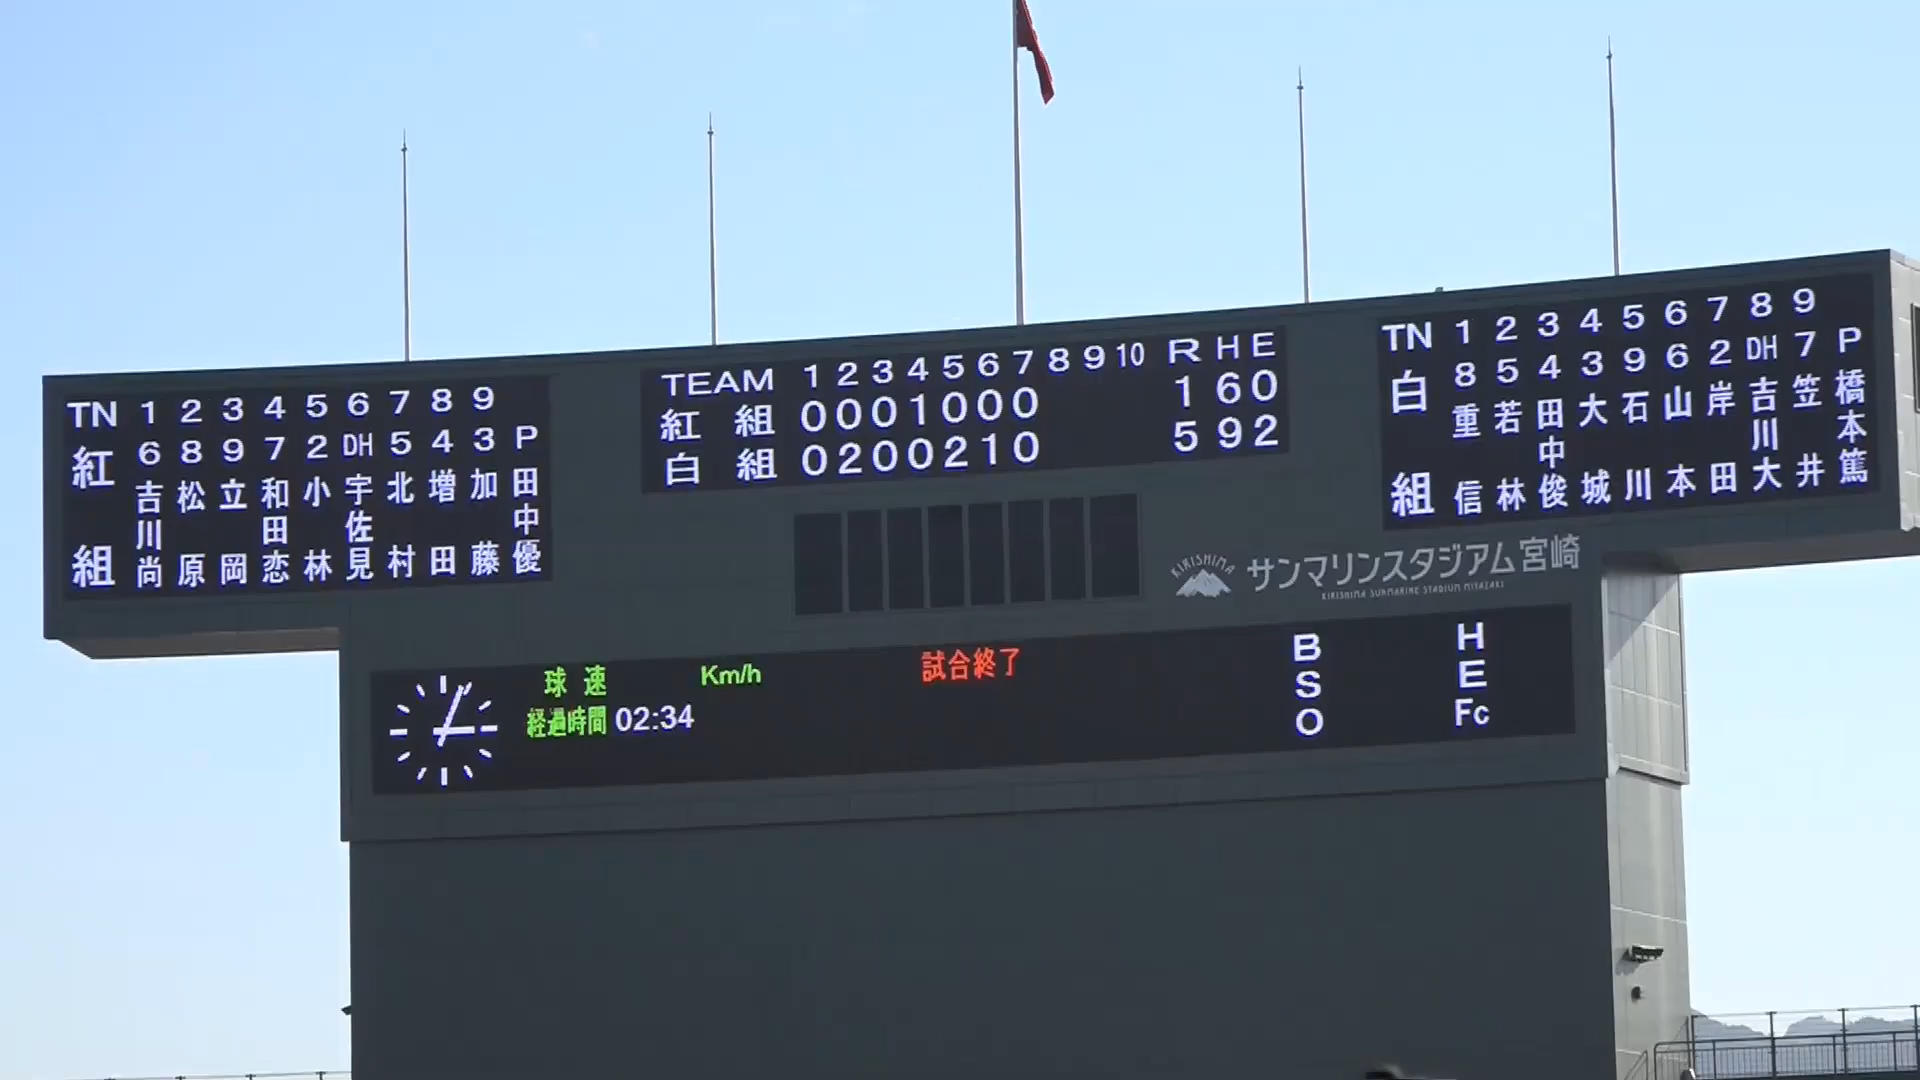 TN 1 2 3 4 5 6 7 8 9
6 8 9 7 2 DH 5 4 3 P
紅組
吉川尚
松原
立岡
和田恋
小林
宇佐見
北村
増田
加藤
田中優
TEAM 1 2 3 4 5 6 7 8 9 10 R H E
紅組 0 0 0 1 0 0 0 1 6 0
白組 0 2 0 0 2 1 0 5 9 2
TN 1 2 3 4 5 6 7 8 9
8 5 4 3 9 6 2 DH 7 P
白組
重信
若林
田中俊
大城
石川
山本
岸田
吉川大
笠井
橋本篤
KIRISHIMA サンマリンスタジアム宮崎
KIRISHIMA SUNMARINE STADIUM MIYAZAKI
球速 Km/h
試合終了
経過時間 02:34
B
S
O
H
E
Fc